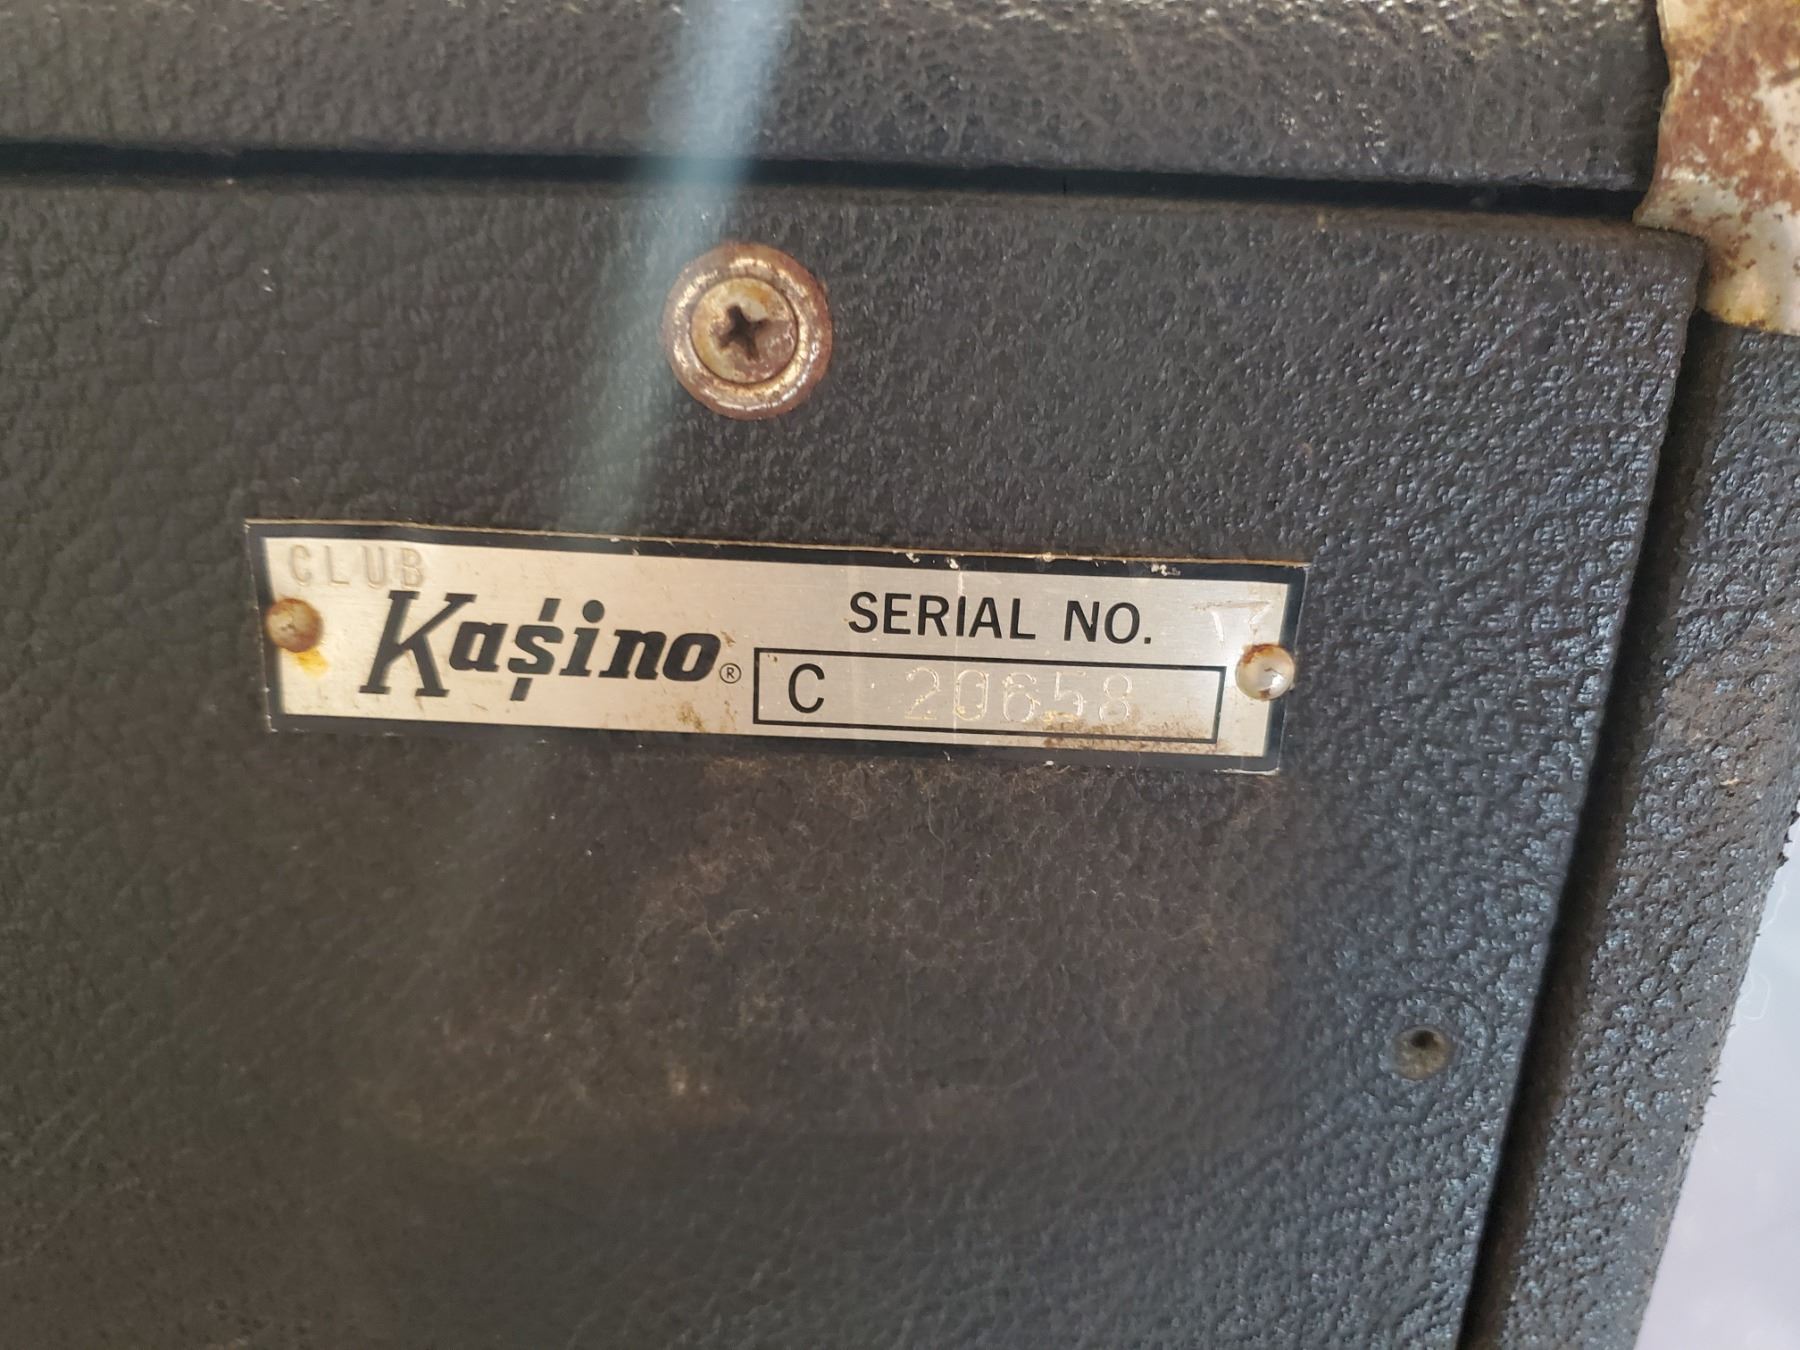 CLUB
Kasino®
SERIAL NO.
C 20658